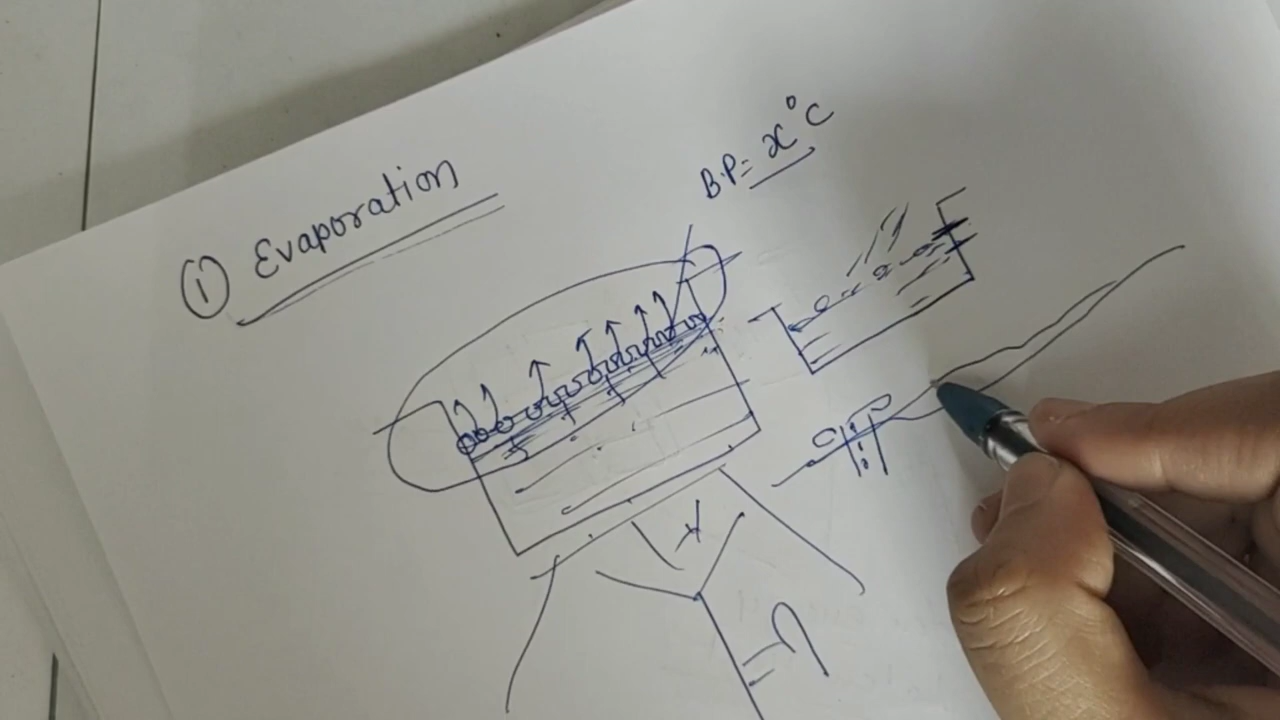 ① Evaporation
B.P = x°C